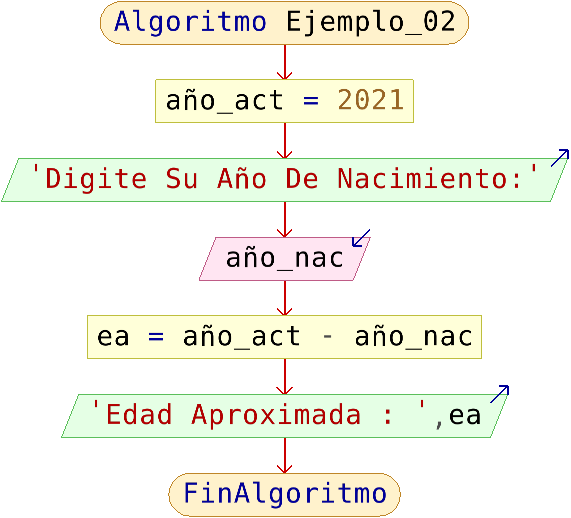 Algoritmo Ejemplo_02
año_act = 2021
'Digite Su Año De Nacimiento:'
año_nac
ea = año_act - año_nac
'Edad Aproximada : ',ea
FinAlgoritmo